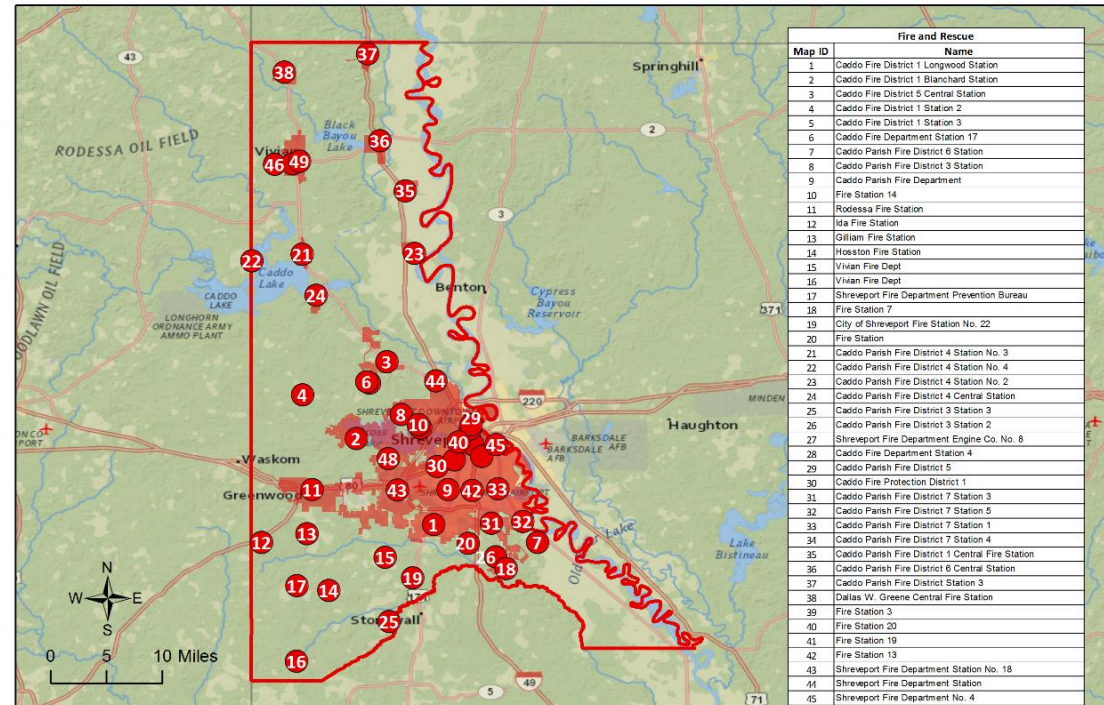 Fire and Rescue
Map ID Name
1 Caddo Fire District 1 Longwood Station
2 Caddo Fire District 1 Blanchard Station
3 Caddo Fire District 5 Central Station
4 Caddo Fire District 1 Station 2
5 Caddo Fire District 1 Station 3
6 Caddo Fire Department Station 17
7 Caddo Parish Fire District 6 Station
8 Caddo Parish Fire District 3 Station
9 Caddo Parish Fire Department
10 Fire Station 14
11 Rodessa Fire Station
12 Ida Fire Station
13 Gilliam Fire Station
14 Hosston Fire Station
15 Vivian Fire Dept
16 Vivian Fire Dept
17 Shreveport Fire Department Prevention Bureau
18 Fire Station 7
19 City of Shreveport Fire Station No. 22
20 Fire Station
21 Caddo Parish Fire District 4 Station No. 3
22 Caddo Parish Fire District 4 Station No. 4
23 Caddo Parish Fire District 4 Station No. 2
24 Caddo Parish Fire District 4 Central Station
25 Caddo Parish Fire District 3 Station 3
26 Caddo Parish Fire District 3 Station 2
27 Shreveport Fire Department Engine Co. No. 8
28 Caddo Fire Department Station 4
29 Caddo Parish Fire District 5
30 Caddo Fire Protection District 1
31 Caddo Parish Fire District 7 Station 3
32 Caddo Parish Fire District 7 Station 5
33 Caddo Parish Fire District 7 Station 1
34 Caddo Parish Fire District 7 Station 4
35 Caddo Parish Fire District 1 Central Fire Station
36 Caddo Parish Fire District 6 Central Station
37 Caddo Parish Fire District Station 3
38 Dallas W. Greene Central Fire Station
39 Fire Station 3
40 Fire Station 20
41 Fire Station 19
42 Fire Station 13
43 Shreveport Fire Department Station No. 18
44 Shreveport Fire Department Station
45 Shreveport Fire Department No. 4
37
43
38
Springhill
2
Black
Bayou
Lake
36
RODESSA OIL FIELD
46
49
35
3
21
23
22
Caddo
Lake
24
Benton
CADDO
LAKE
LONGHORN
ORDNANCE ARMY
AMMO PLANT
Cypress
Bayou
Reservoir
371
3
6
44
4
220
MINDEN
8
10
29
2
40
45
BARKSDALE
BARKSDALE
AFB
Haughton
Waskom
48
30
Greenwood
11
80
43
9
42
33
1
31
32
12
13
20
7
Lake
Bistineau
15
26
18
19
17
14
25
16
N
W E
S
0 5 10 Miles
49
5
71